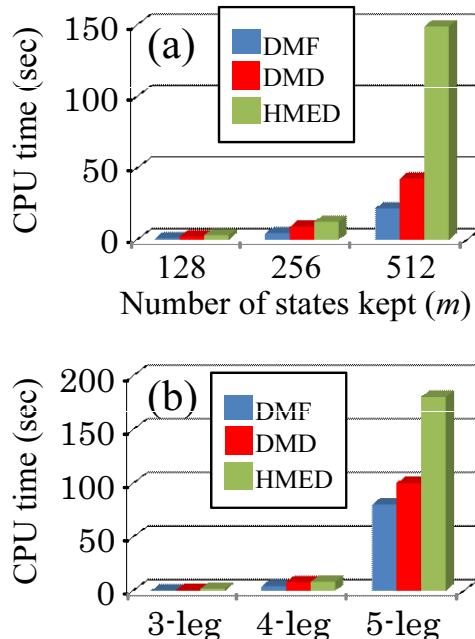 150
(a)
DMF
DMD
HMED
100
50
0
CPU time (sec)
128 256 512
Number of states kept (m)
200
(b)
DMF
DMD
HMED
150
100
50
0
CPU time (sec)
3-leg 4-leg 5-leg